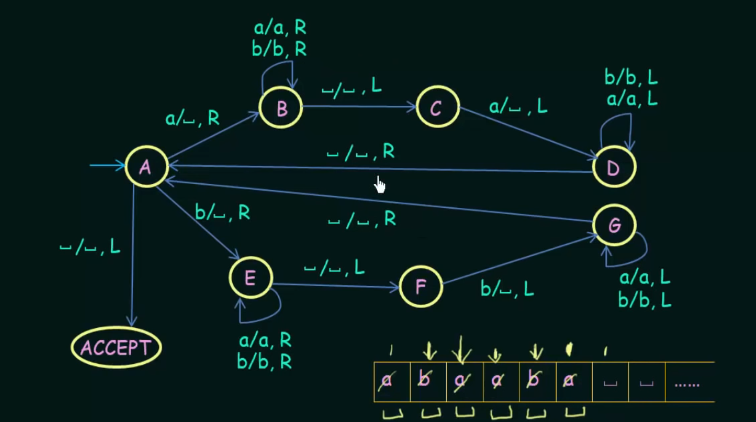 a/a, R
b/b, R
␣/␣, L
B
C
a/␣, R
a/␣, L
b/b, L
a/a, L
␣/␣, R
A
D
b/␣, R
␣/␣, R
G
␣/␣, L
␣/␣, L
E
F
b/␣, L
a/a, L
b/b, L
a/a, R
b/b, R
ACCEPT
a b a a b a ␣ ␣ ......
␣ ␣ ␣ ␣ ␣ ␣